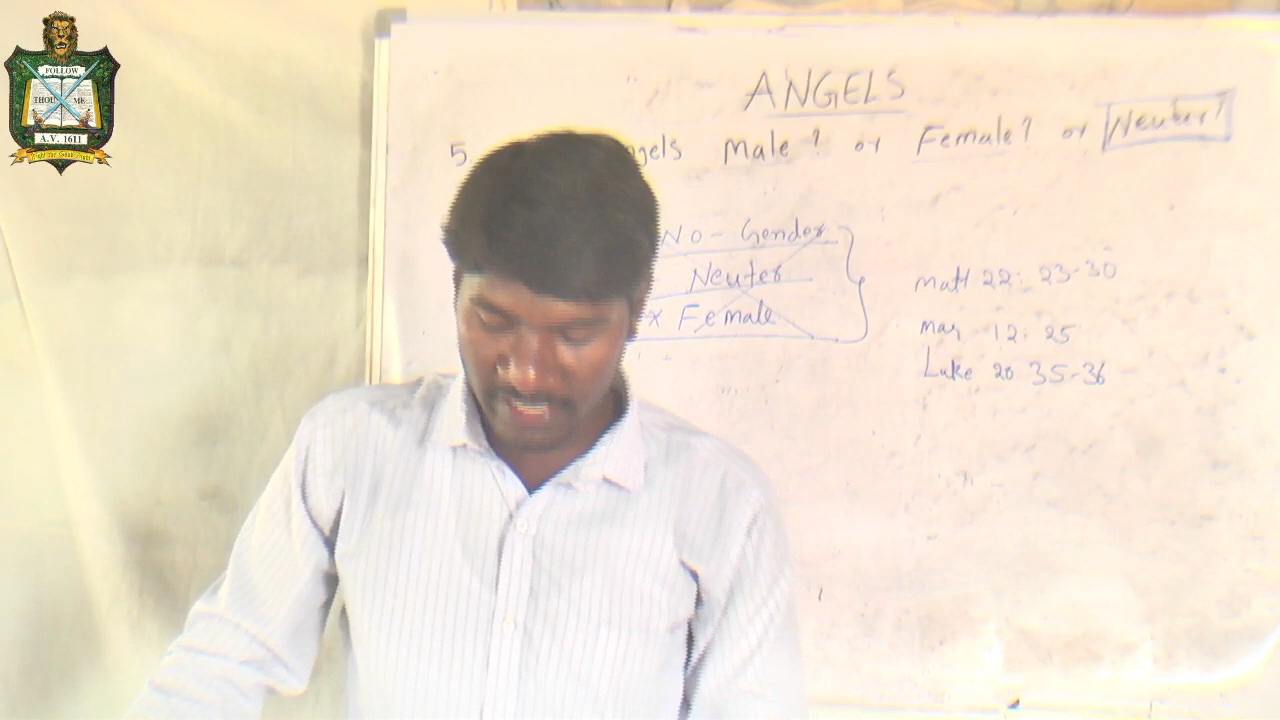 FOLLOW
THOU ME
A.V. 1611
ANGELS
5 gels Male? or Female? or Neuter?
No - Gender
Neuter
x Female
Matt 22: 23-30
Mar 12: 25
Luke 20 35-36